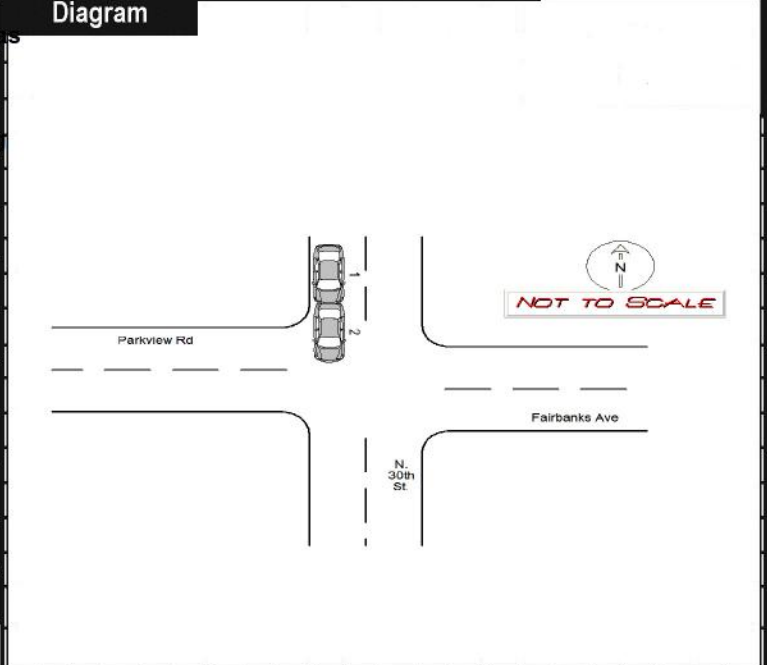 Diagram
1
N
NOT TO SCALE
2
Parkview Rd
Fairbanks Ave
N.
30th
St